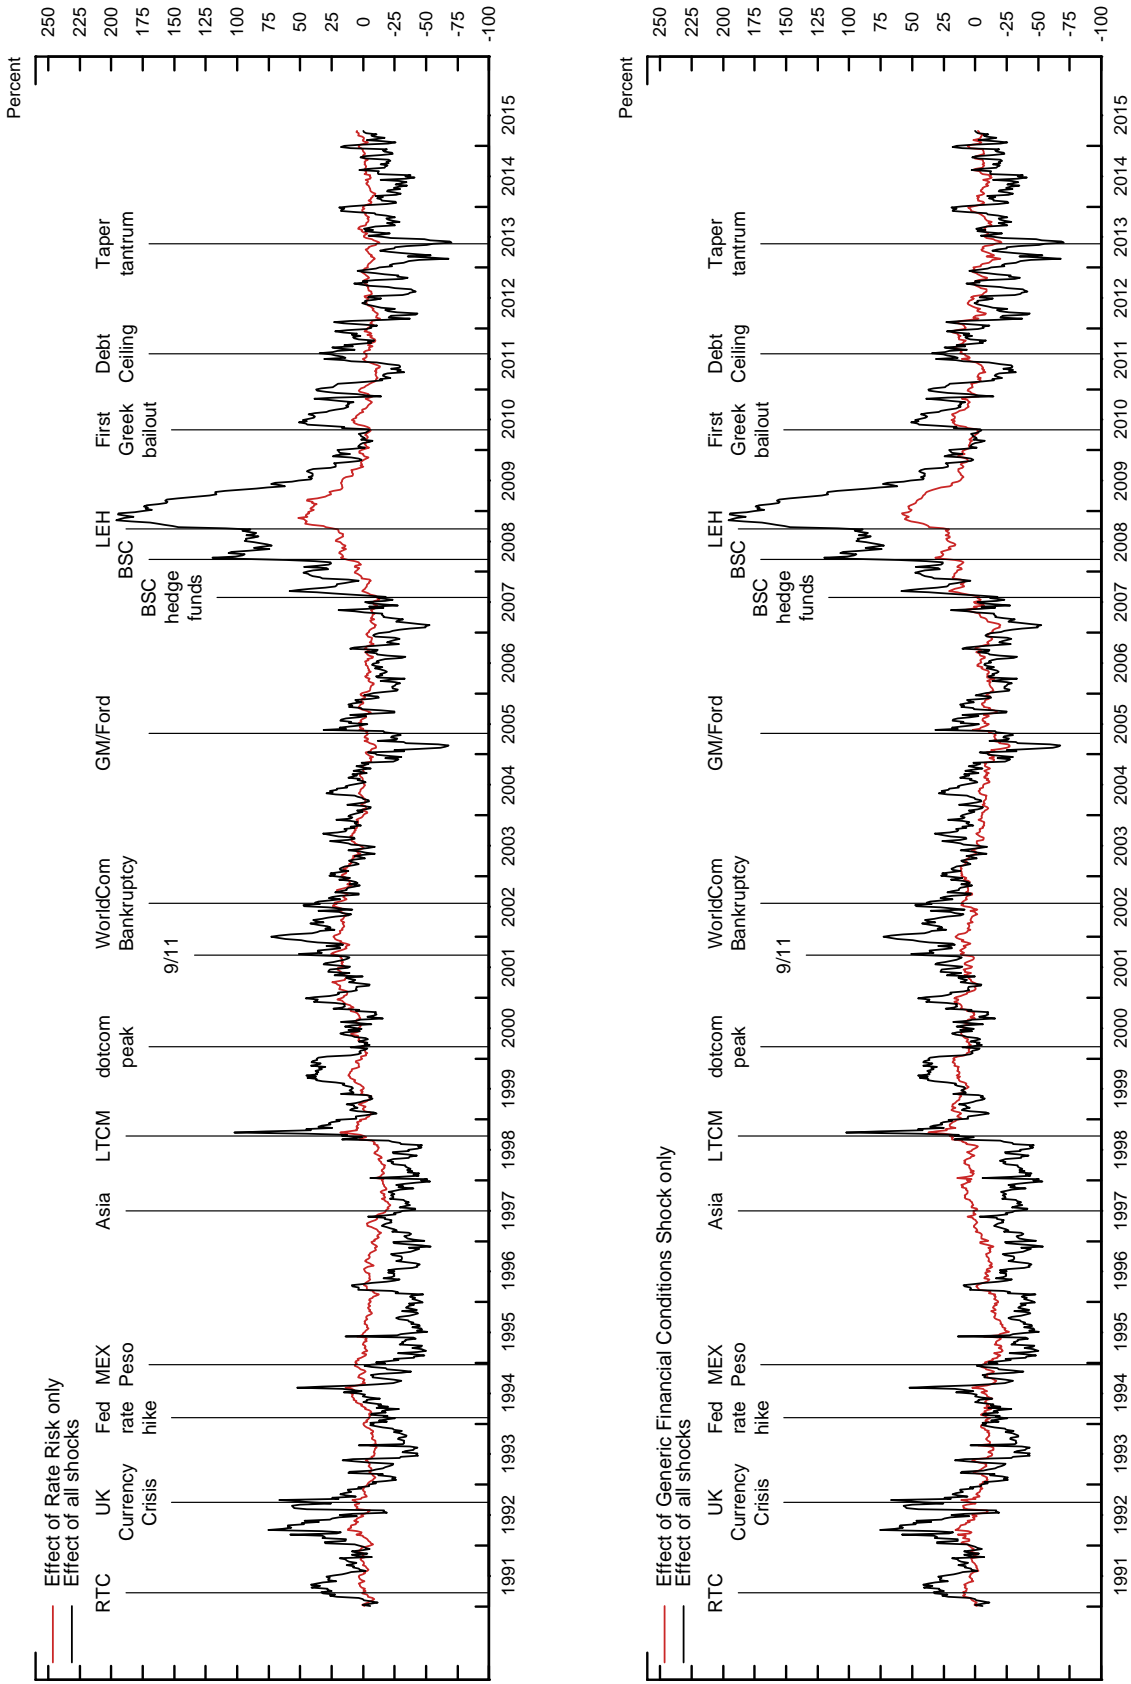 Percent
Effect of Rate Risk only
Effect of all shocks
RTC
UK
Currency
Crisis
Fed
rate
hike
MEX
Peso
Asia
LTCM
dotcom
peak
9/11
WorldCom
Bankruptcy
GM/Ford
BSC
hedge
funds
BSC
LEH
First
Greek
bailout
Debt
Ceiling
Taper
tantrum
250
225
200
175
150
125
100
75
50
25
0
-25
-50
-75
-100
1991 1992 1993 1994 1995 1996 1997 1998 1999 2000 2001 2002 2003 2004 2005 2006 2007 2008 2009 2010 2011 2012 2013 2014 2015
Percent
Effect of Generic Financial Conditions Shock only
Effect of all shocks
RTC
UK
Currency
Crisis
Fed
rate
hike
MEX
Peso
Asia
LTCM
dotcom
peak
9/11
WorldCom
Bankruptcy
GM/Ford
BSC
hedge
funds
BSC
LEH
First
Greek
bailout
Debt
Ceiling
Taper
tantrum
250
225
200
175
150
125
100
75
50
25
0
-25
-50
-75
-100
1991 1992 1993 1994 1995 1996 1997 1998 1999 2000 2001 2002 2003 2004 2005 2006 2007 2008 2009 2010 2011 2012 2013 2014 2015